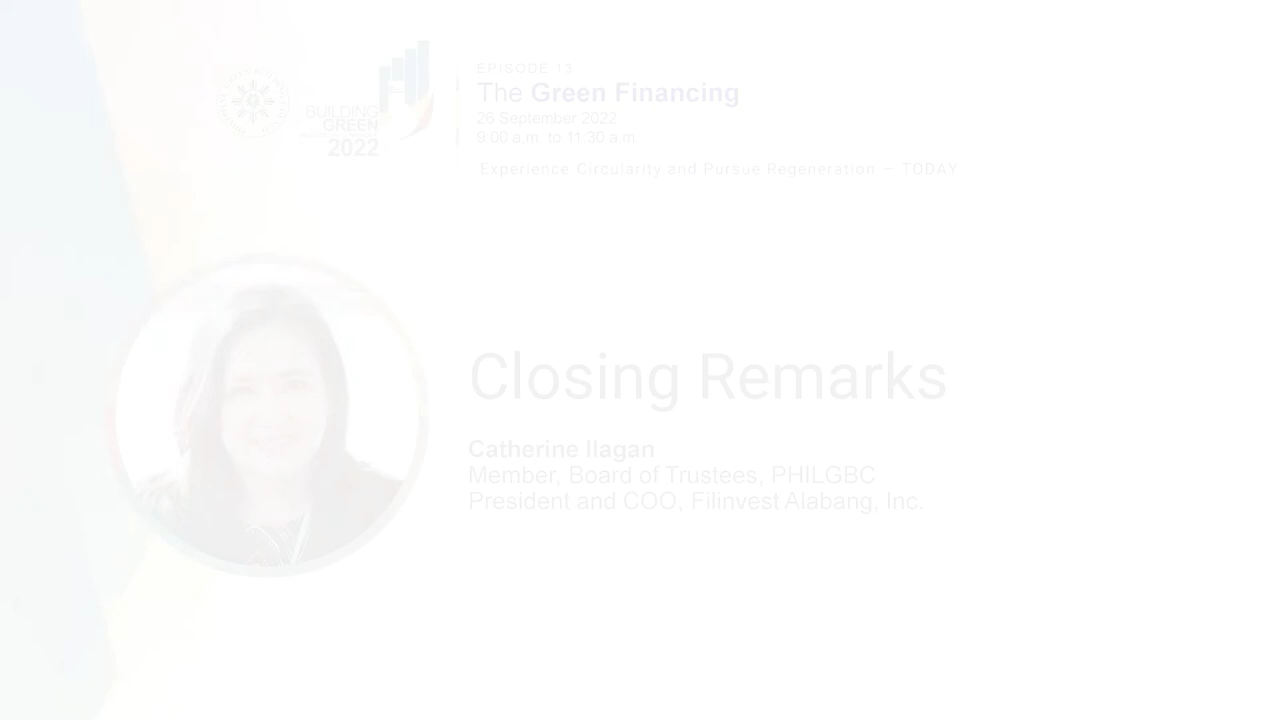 EPISODE 13
The Green Financing
26 September 2022
9:00 a.m. to 11:30 a.m.
Experience Circularity and Pursue Regeneration – TODAY
BUILDING
GREEN
2022
Closing Remarks
Catherine Ilagan
Member, Board of Trustees, PHILGBC
President and COO, Filinvest Alabang, Inc.